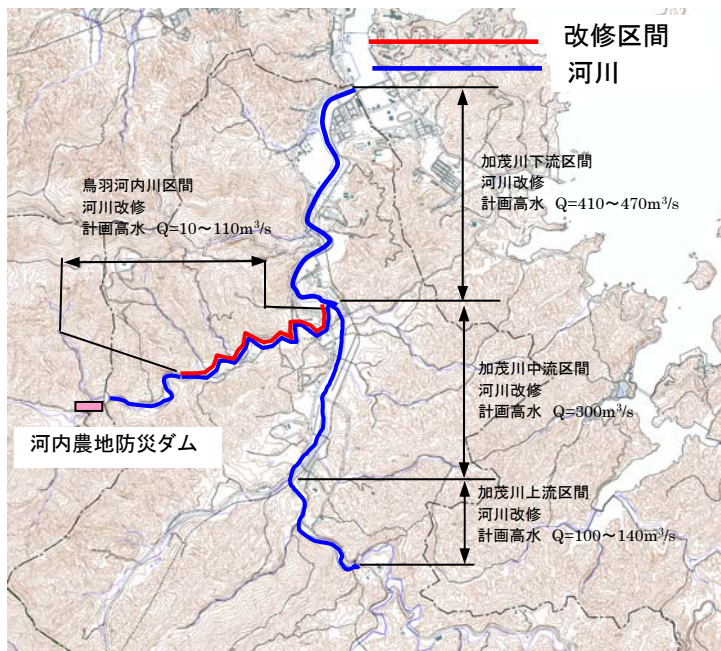 改修区間
河川
加茂川下流区間
河川改修
計画高水 Q=410~470m³/s
鳥羽河内川区間
河川改修
計画高水 Q=10~110m³/s
加茂川中流区間
河川改修
計画高水 Q=300m³/s
河内農地防災ダム
加茂川上流区間
河川改修
計画高水 Q=100~140m³/s